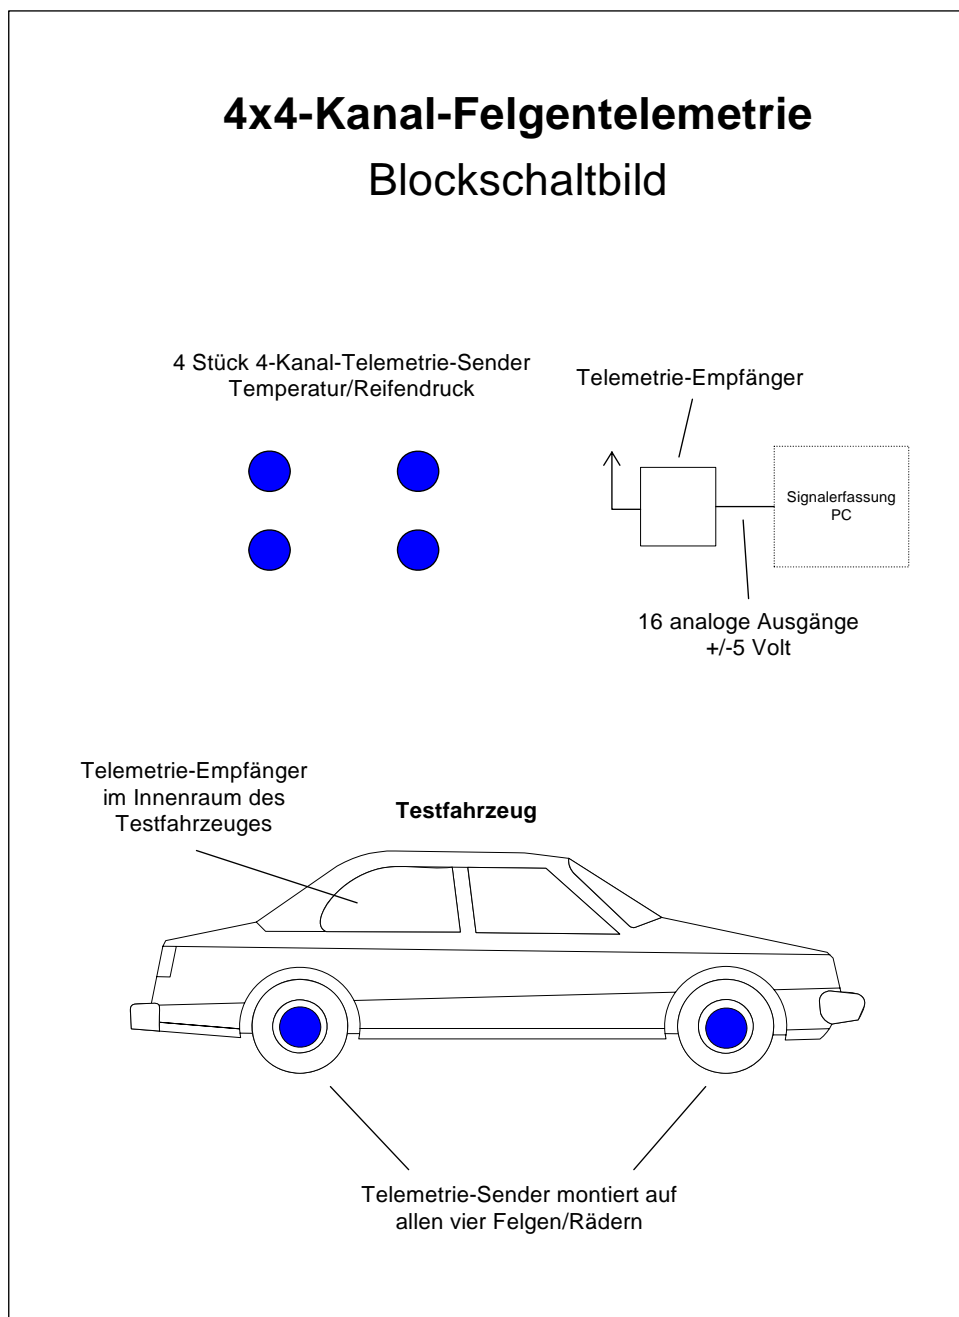 4x4-Kanal-Felgentelemetrie
Blockschaltbild
4 Stück 4-Kanal-Telemetrie-Sender
Temperatur/Reifendruck
Telemetrie-Empfänger
Signalerfassung
PC
16 analoge Ausgänge
+/-5 Volt
Telemetrie-Empfänger
im Innenraum des
Testfahrzeuges
Testfahrzeug
Telemetrie-Sender montiert auf
allen vier Felgen/Rädern